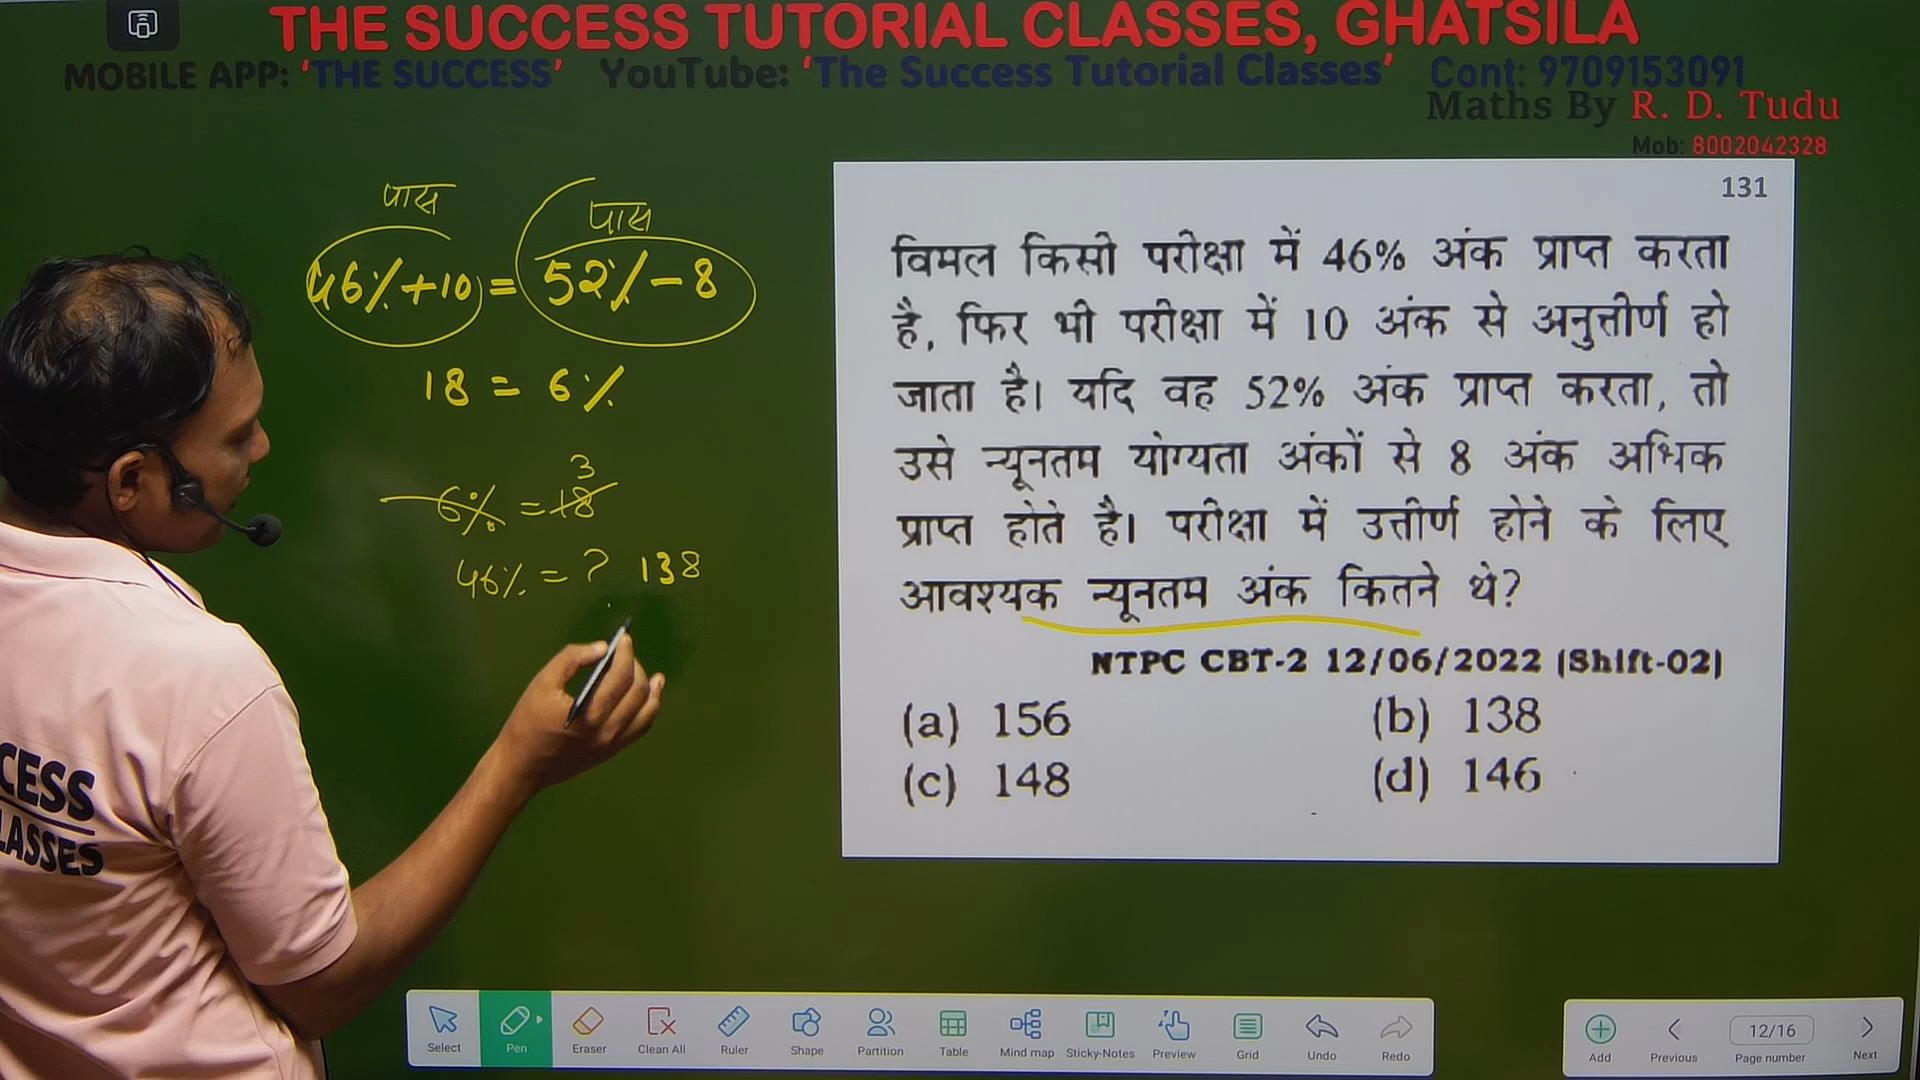 THE SUCCESS TUTORIAL CLASSES, GHATSILA
MOBILE APP: 'THE SUCCESS' YouTube: 'The Success Tutorial Classes' Cont: 9709153091
Maths By R. D. Tudu
Mob: 8002042328
पास पास
46% + 10 = 52% - 8
18 = 6%
3
6% = 18
46% = ? 138
131
विमल किसी परीक्षा में 46% अंक प्राप्त करता
है, फिर भी परीक्षा में 10 अंक से अनुत्तीर्ण हो
जाता है। यदि वह 52% अंक प्राप्त करता, तो
उसे न्यूनतम योग्यता अंकों से 8 अंक अधिक
प्राप्त होते है। परीक्षा में उत्तीर्ण होने के लिए
आवश्यक न्यूनतम अंक कितने थे?
NTPC CBT-2 12/06/2022 (Shift-02)
(a) 156 (b) 138
(c) 148 (d) 146
CESS
LASSES
Select Pen Eraser Clean All Ruler Shape Partition Table Mind map Sticky-Notes Preview Grid Undo Redo
12/16
Add Previous Page number Next